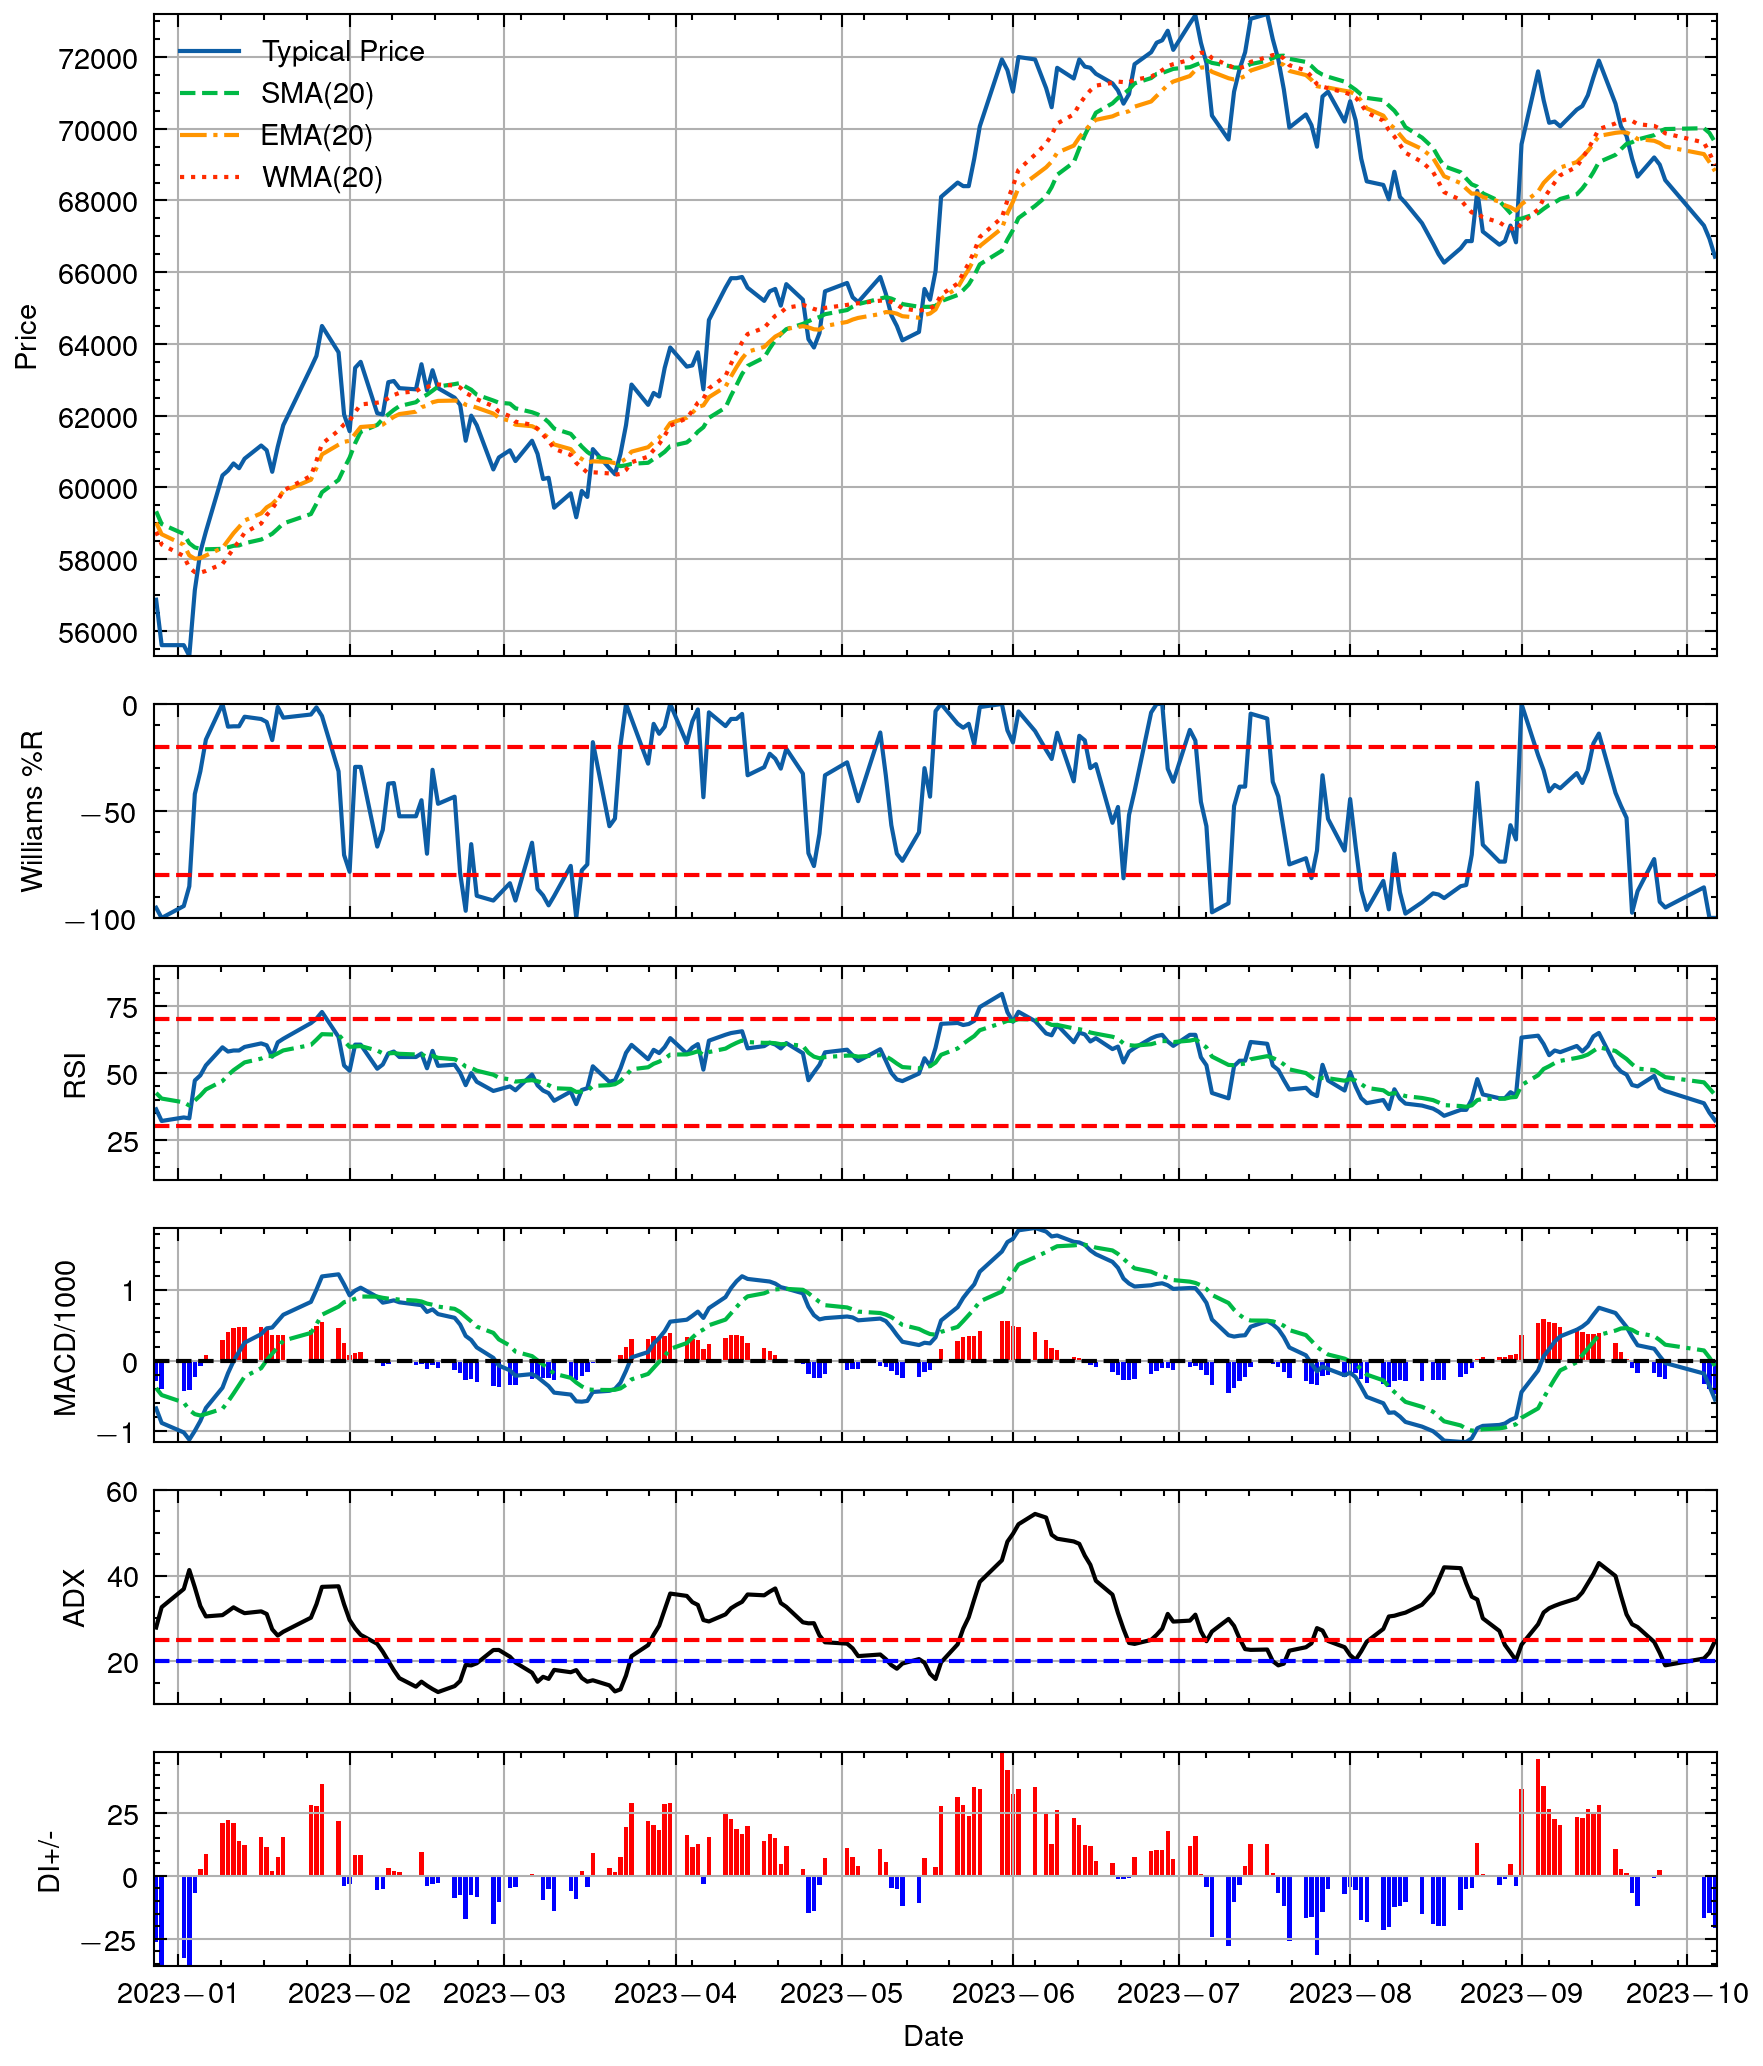 72000
70000
68000
66000
64000
62000
60000
58000
56000
Price
Typical Price
SMA(20)
EMA(20)
WMA(20)
0
−50
−100
Williams %R
75
50
25
RSI
1
0
−1
MACD/1000
60
40
20
ADX
25
0
−25
DI+/-
2023−01 2023−02 2023−03 2023−04 2023−05 2023−06 2023−07 2023−08 2023−09 2023−10
Date